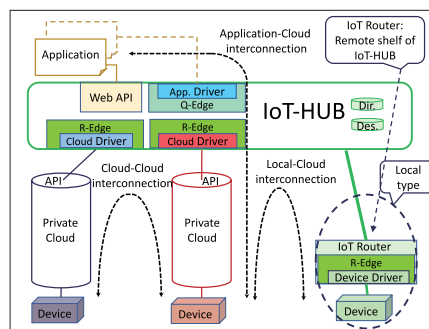 Application-Cloud
interconnection
IoT Router:
Remote shelf of
IoT-HUB
Application
Web API
App. Driver
Q-Edge
IoT-HUB
Dir.
Des.
R-Edge
Cloud Driver
R-Edge
Cloud Driver
API
Cloud-Cloud
interconnection
API
Local-Cloud
interconnection
Local
type
Private
Cloud
Private
Cloud
IoT Router
R-Edge
Device Driver
Device
Device
Device